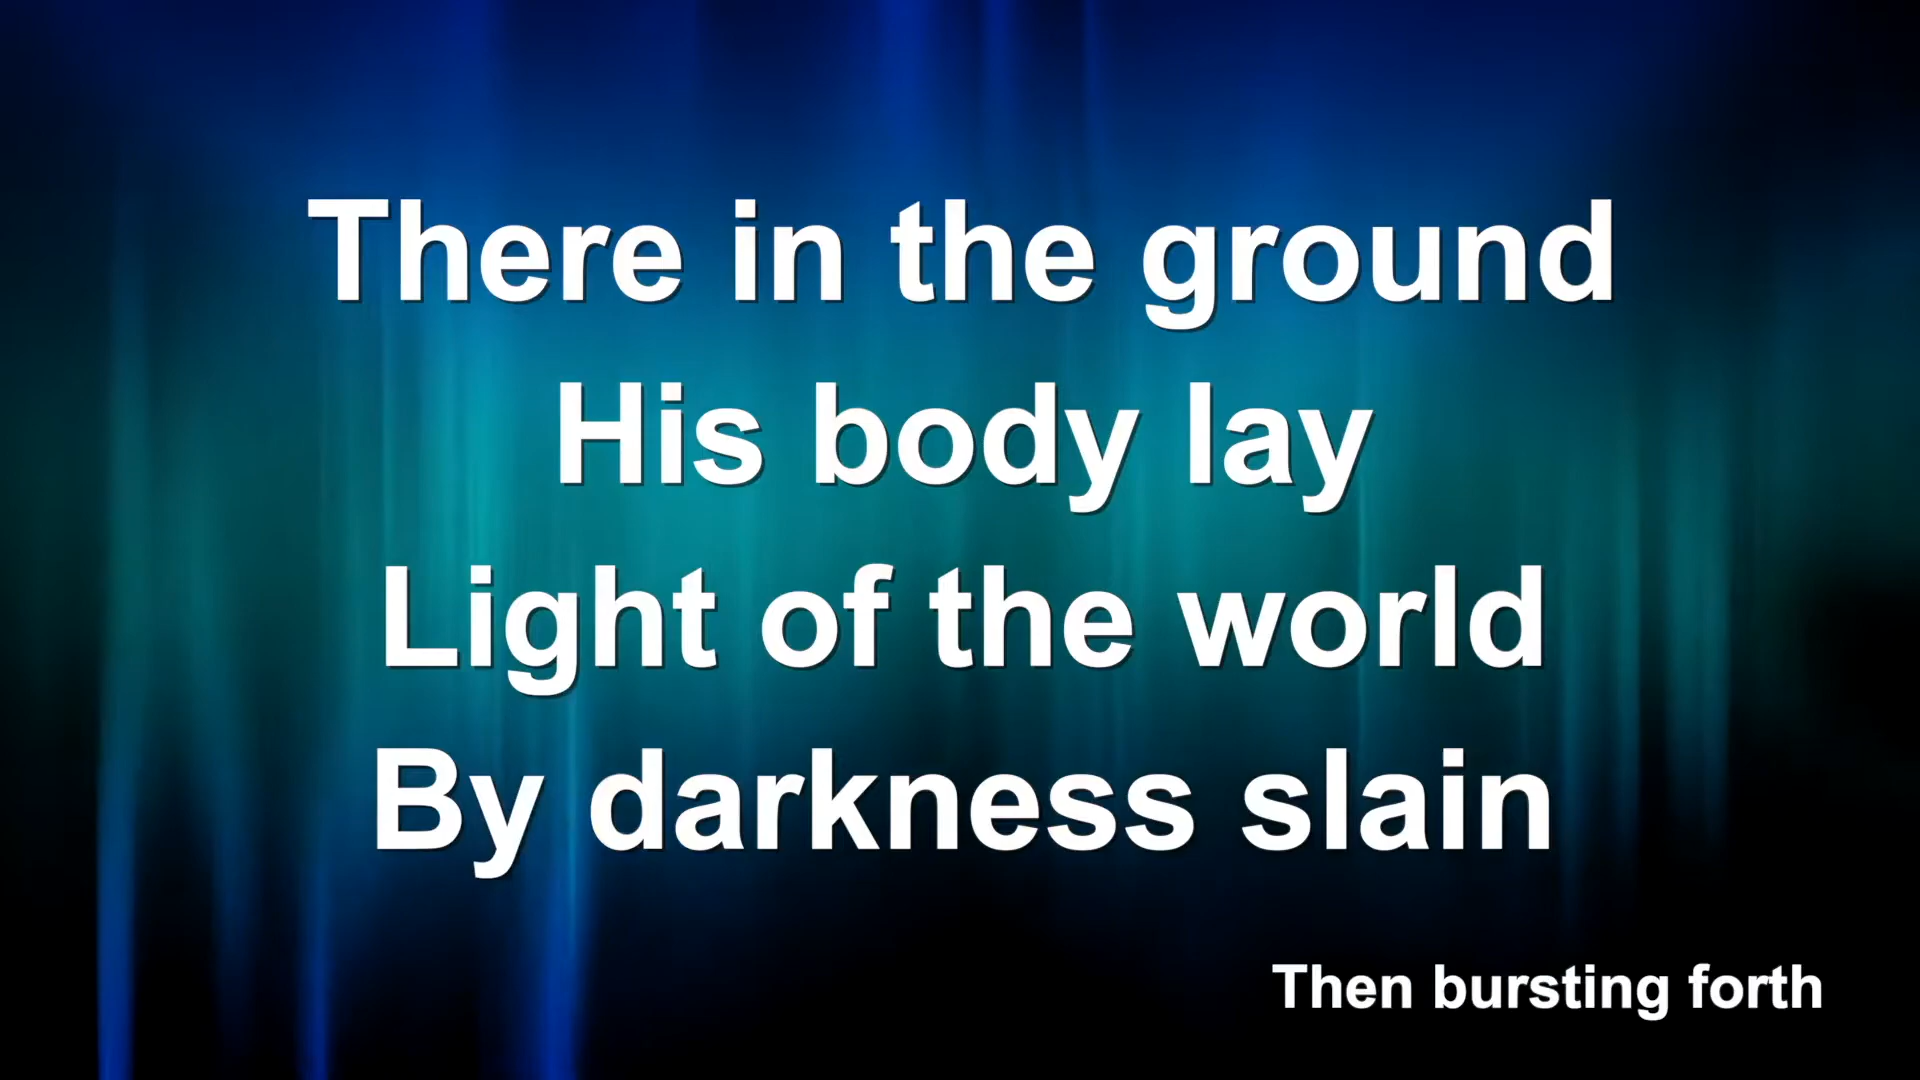 There in the ground
His body lay
Light of the world
By darkness slain
Then bursting forth